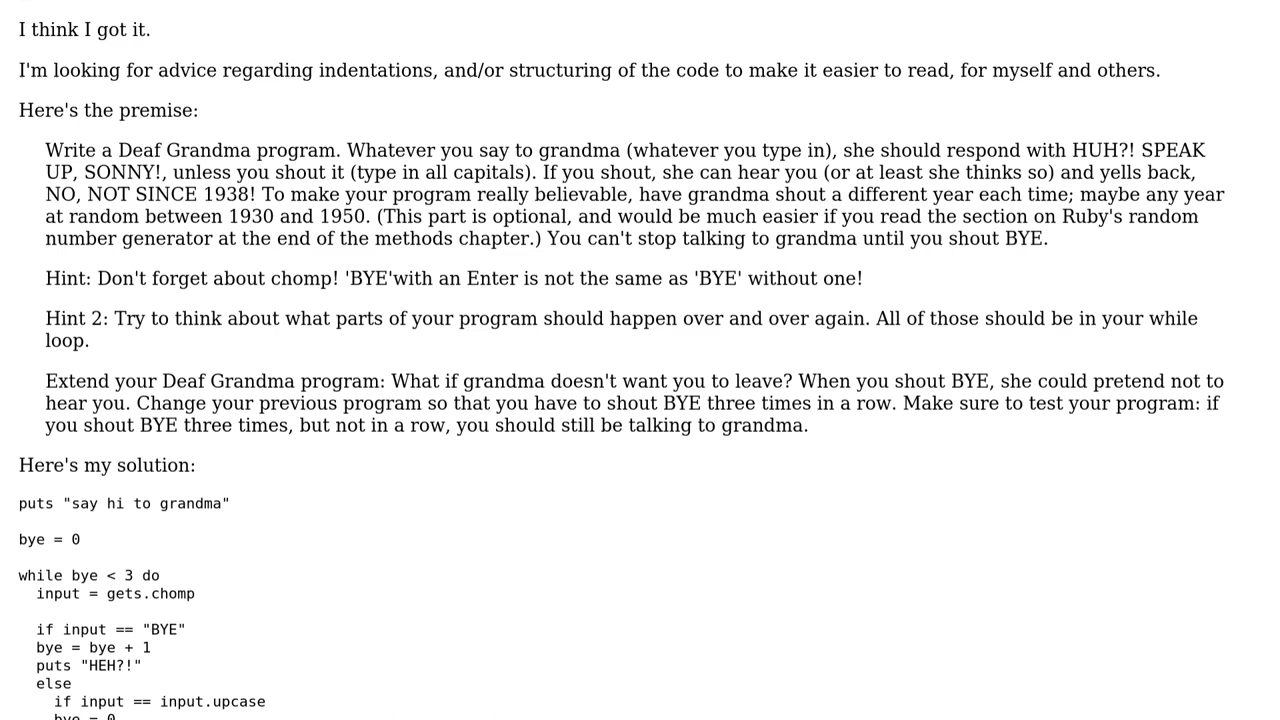 I think I got it.
I'm looking for advice regarding indentations, and/or structuring of the code to make it easier to read, for myself and others.
Here's the premise:
Write a Deaf Grandma program. Whatever you say to grandma (whatever you type in), she should respond with HUH?! SPEAK
UP, SONNY!, unless you shout it (type in all capitals). If you shout, she can hear you (or at least she thinks so) and yells back,
NO, NOT SINCE 1938! To make your program really believable, have grandma shout a different year each time; maybe any year
at random between 1930 and 1950. (This part is optional, and would be much easier if you read the section on Ruby's random
number generator at the end of the methods chapter.) You can't stop talking to grandma until you shout BYE.
Hint: Don't forget about chomp! 'BYE'with an Enter is not the same as 'BYE' without one!
Hint 2: Try to think about what parts of your program should happen over and over again. All of those should be in your while
loop.
Extend your Deaf Grandma program: What if grandma doesn't want you to leave? When you shout BYE, she could pretend not to
hear you. Change your previous program so that you have to shout BYE three times in a row. Make sure to test your program: if
you shout BYE three times, but not in a row, you should still be talking to grandma.
Here's my solution:
puts "say hi to grandma"
bye = 0
while bye < 3 do
  input = gets.chomp
  if input == "BYE"
  bye = bye + 1
  puts "HEH?!"
  else
    if input == input.upcase
    bye = 0